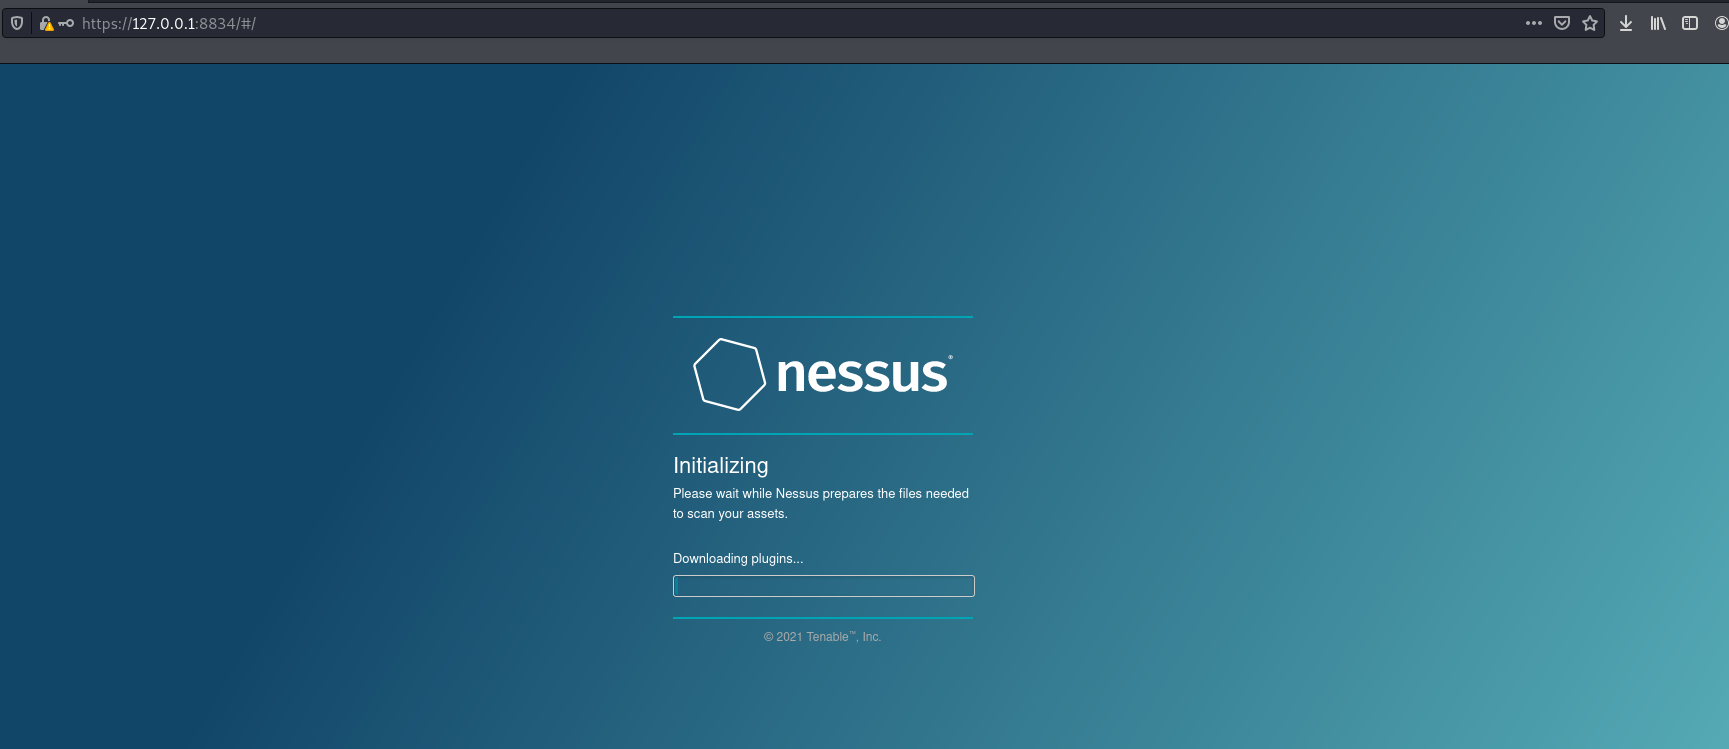 https://127.0.0.1:8834/#/
nessus®
Initializing
Please wait while Nessus prepares the files needed
to scan your assets.
Downloading plugins...
© 2021 Tenable™, Inc.